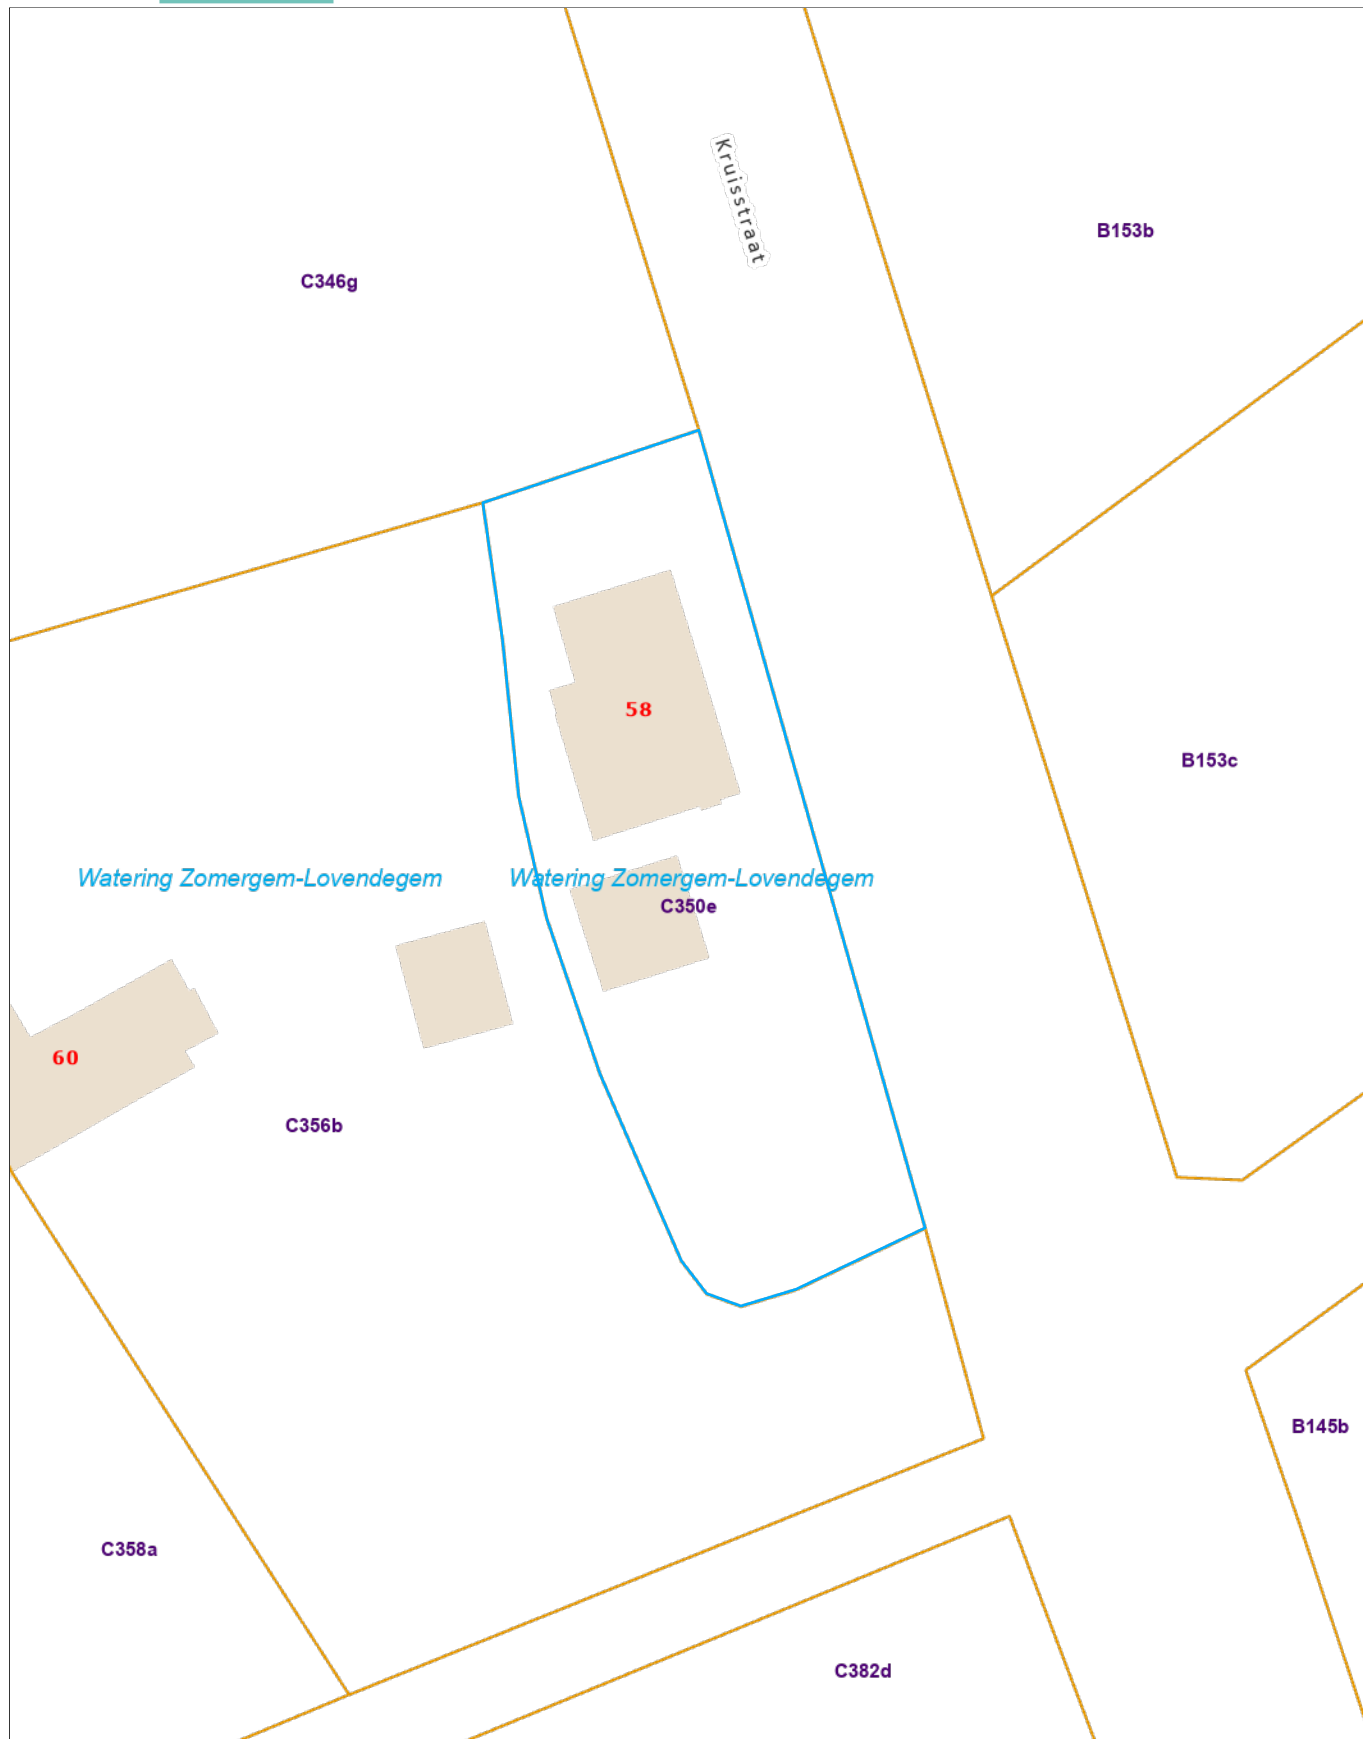 Kruisstraat
B153b
C346g
58
B153c
Watering Zomergem-Lovendegem
Watering Zomergem-Lovendegem
C350e
60
C356b
B145b
C358a
C382d